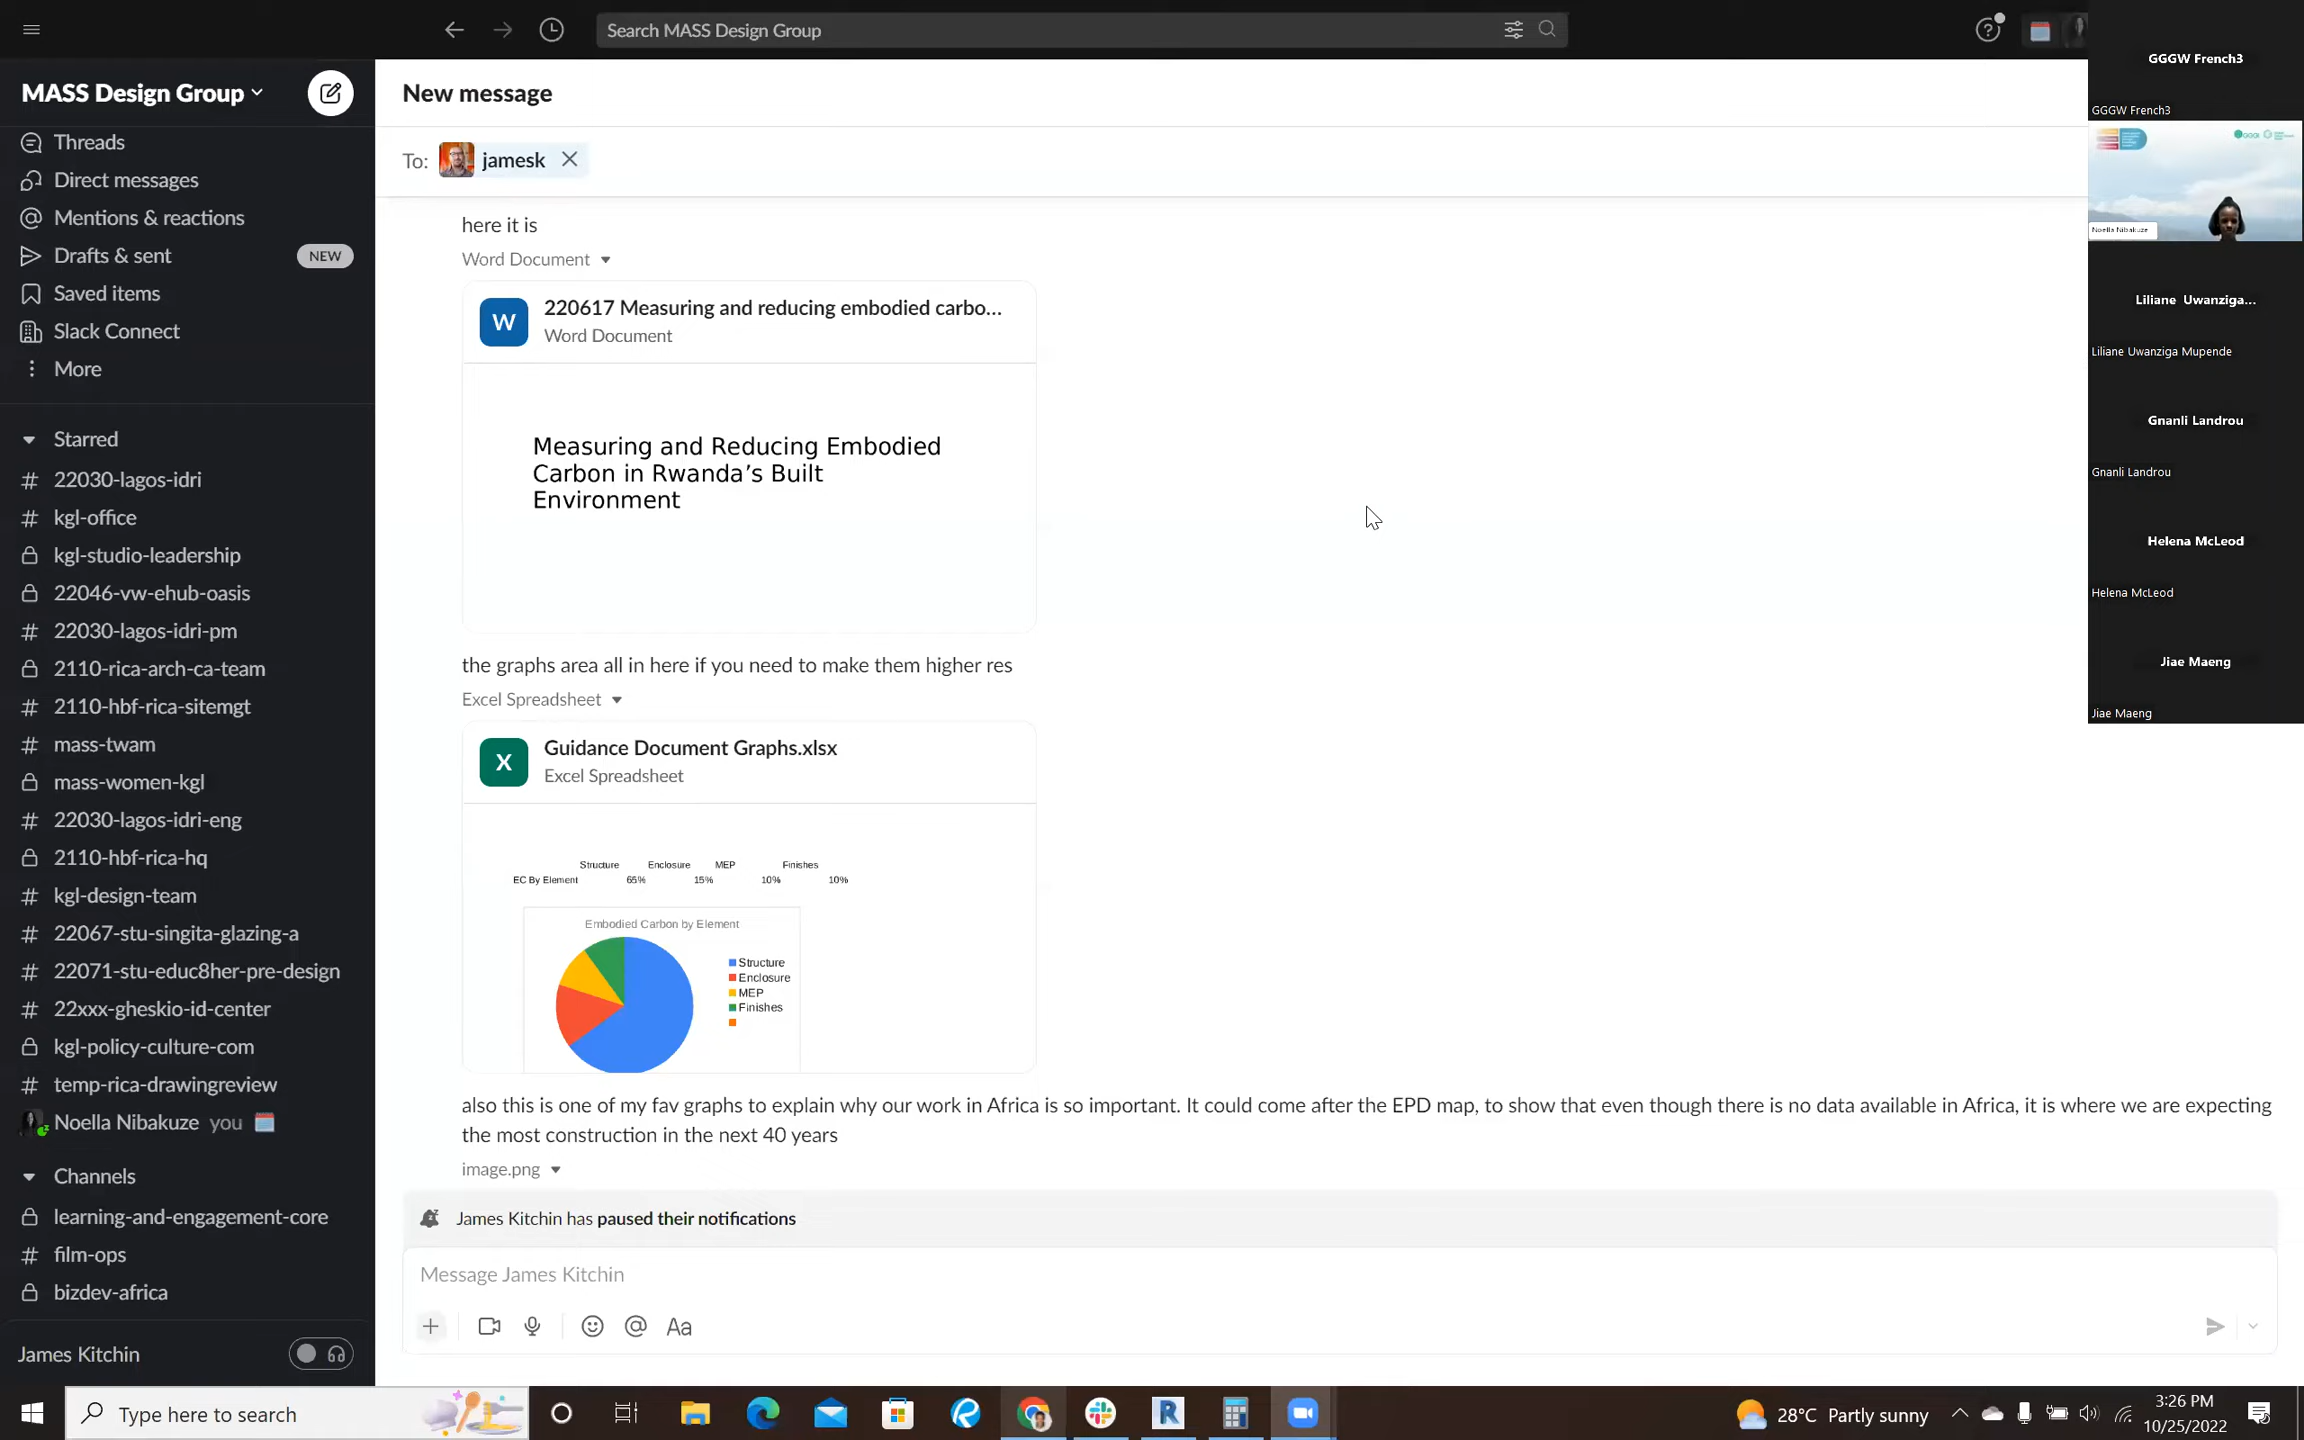 Search MASS Design Group
MASS Design Group
Threads
Direct messages
Mentions & reactions
Drafts & sent
NEW
Saved items
Slack Connect
More
Starred
22030-lagos-idri
kgl-office
kgl-studio-leadership
22046-vw-ehub-oasis
22030-lagos-idri-pm
2110-rica-arch-ca-team
2110-hbf-rica-sitemgt
mass-twam
mass-women-kgl
22030-lagos-idri-eng
2110-hbf-rica-hq
kgl-design-team
22067-stu-singita-glazing-a
22071-stu-educ8her-pre-design
22xxx-gheskio-id-center
kgl-policy-culture-com
temp-rica-drawingreview
Noella Nibakuze you
Channels
learning-and-engagement-core
film-ops
bizdev-africa
James Kitchin
New message
To: jamesk
here it is
Word Document
W
220617 Measuring and reducing embodied carbo...
Word Document
Measuring and Reducing Embodied
Carbon in Rwanda's Built
Environment
the graphs area all in here if you need to make them higher res
Excel Spreadsheet
X
Guidance Document Graphs.xlsx
Excel Spreadsheet
Structure Enclosure MEP Finishes
EC By Element 65% 15% 10% 10%
Embodied Carbon by Element
Structure
Enclosure
MEP
Finishes
also this is one of my fav graphs to explain why our work in Africa is so important. It could come after the EPD map, to show that even though there is no data available in Africa, it is where we are expecting
the most construction in the next 40 years
image.png
James Kitchin has paused their notifications
Message James Kitchin
Aa
GGGW French3
GGGW French3
GGGI
Noella Nibakuze
Liliane Uwanziga...
Liliane Uwanziga Mupende
Gnanli Landrou
Gnanli Landrou
Helena McLeod
Helena McLeod
Jiae Maeng
Jiae Maeng
Type here to search
R
28°C Partly sunny
3:26 PM
10/25/2022